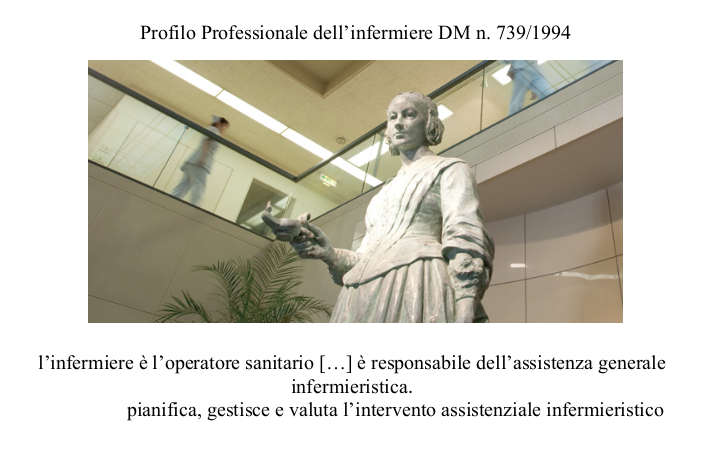 Profilo Professionale dell’infermiere DM n. 739/1994
l’infermiere è l’operatore sanitario […] è responsabile dell’assistenza generale
infermieristica.
pianifica, gestisce e valuta l’intervento assistenziale infermieristico